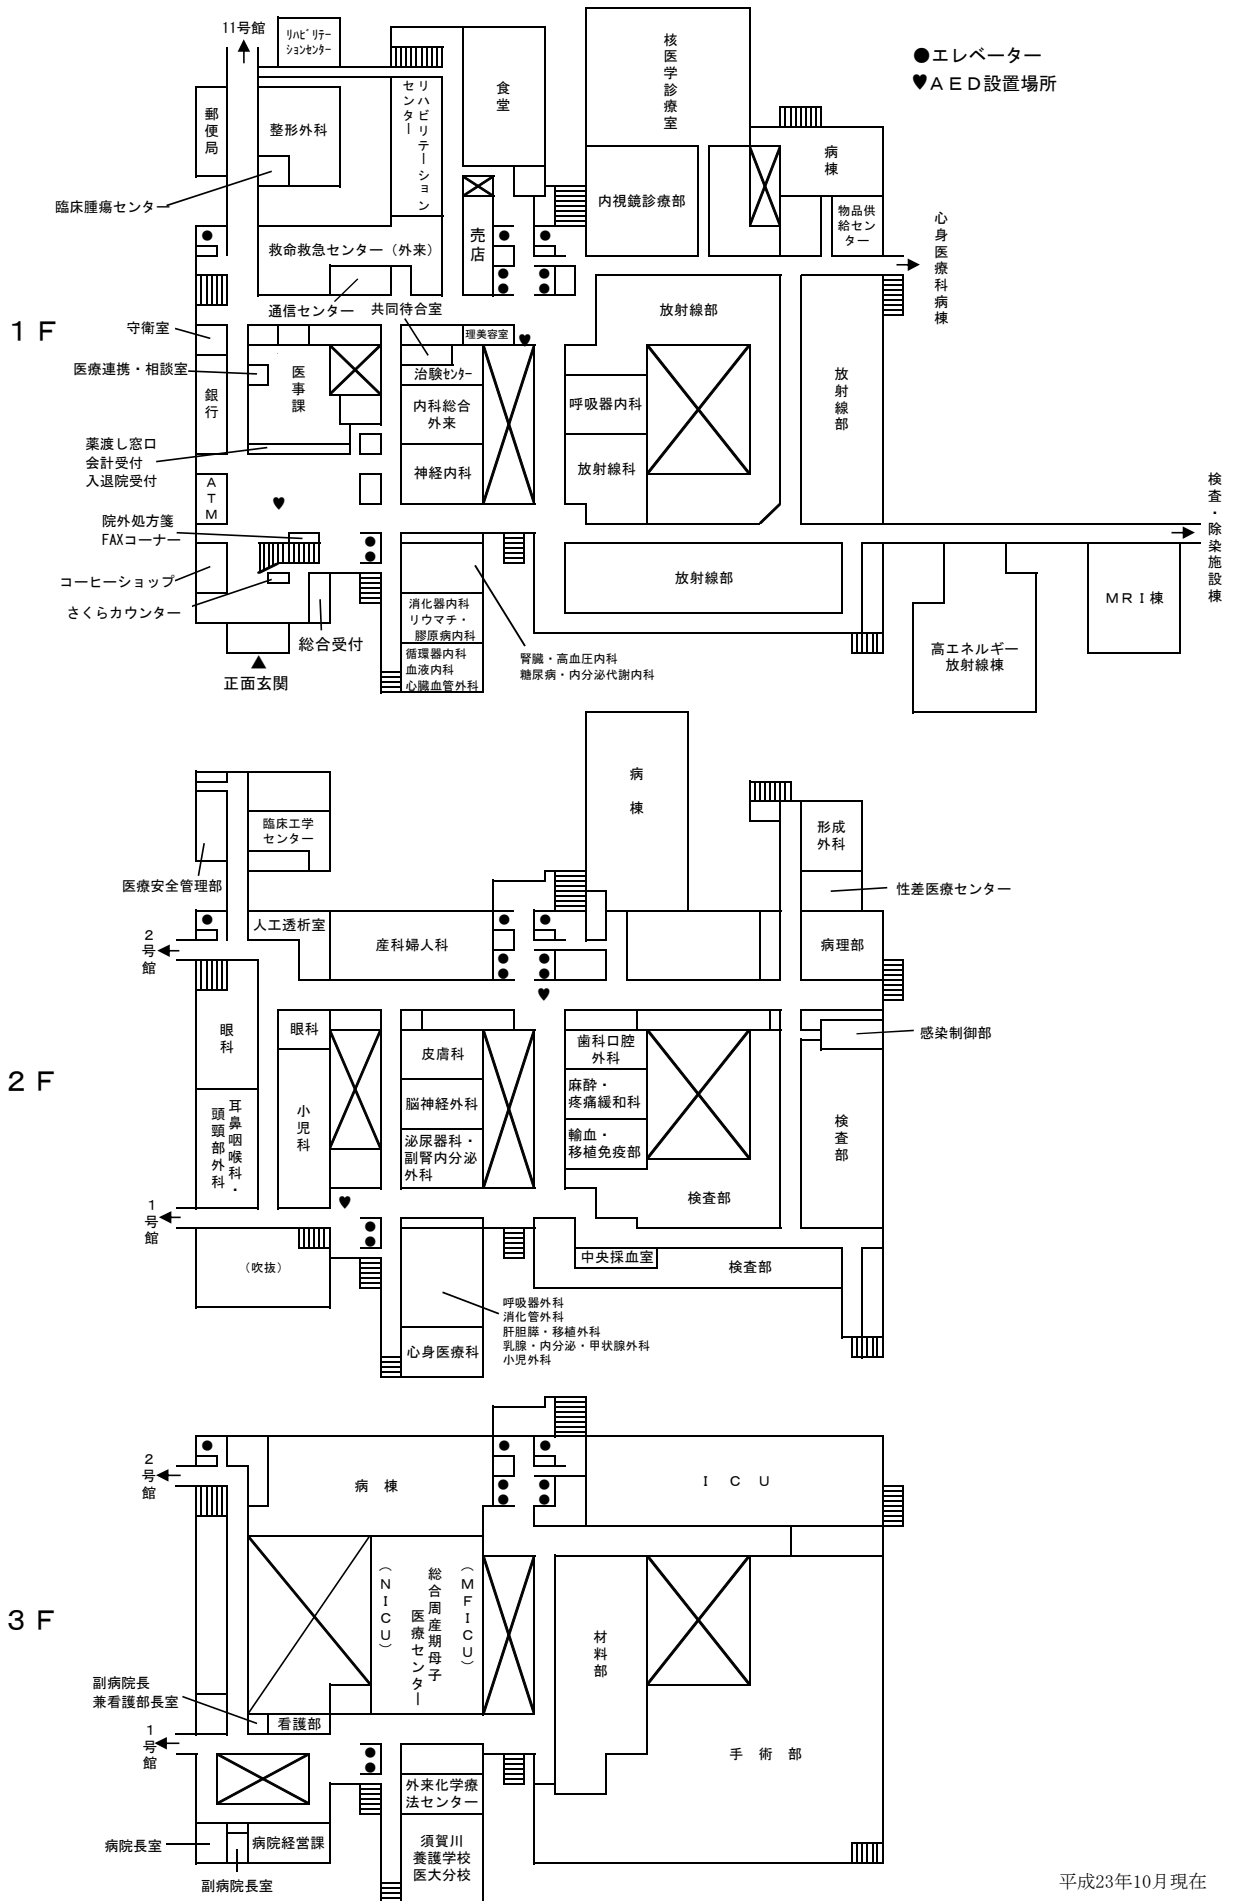 11号館
リハビリテー
ションセンター
●エレベーター
♥ＡＥＤ設置場所
核医学診療室
食堂
リハビリテーション
センター
郵便局
整形外科
病棟
臨床腫瘍センター
内視鏡診療部
物品供
給セン
ター
心身医療科病棟
売店
救命救急センター（外来）
通信センター
共同待合室
放射線部
１Ｆ
守衛室
理美容室
医療連携・相談室
医事課
治験センター
放射線部
銀行
内科総合
外来
呼吸器内科
薬渡し窓口
会計受付
入退院受付
神経内科
放射線科
ＡＴＭ
検査・除染施設棟
院外処方箋
FAXコーナー
コーヒーショップ
さくらカウンター
放射線部
ＭＲＩ棟
消化器内科
リウマチ・
膠原病内科
総合受付
循環器内科
血液内科
心臓血管外科
腎臓・高血圧内科
糖尿病・内分泌代謝内科
高エネルギー
放射線棟
正面玄関
病棟
臨床工学
センター
形成
外科
医療安全管理部
性差医療センター
人工透析室
産科婦人科
病理部
２号館
眼科
眼科
皮膚科
歯科口腔
外科
感染制御部
２Ｆ
麻酔・
疼痛緩和科
耳鼻咽喉科・
頭頸部外科
小児科
脳神経外科
検査部
泌尿器科・
副腎内分泌
外科
輸血・
移植免疫部
検査部
１号館
（吹抜）
中央採血室
検査部
呼吸器外科
消化管外科
肝胆膵・移植外科
乳腺・内分泌・甲状腺外科
小児外科
心身医療科
２号館
病棟
ＩＣＵ
（ＮＩＣＵ）
総合周産期母子
医療センター
（ＭＦＩＣＵ）
３Ｆ
材料部
副病院長
兼看護部長室
看護部
１号館
手術部
外来化学療
法センター
病院長室
病院経営課
須賀川
養護学校
医大分校
副病院長室
平成23年10月現在